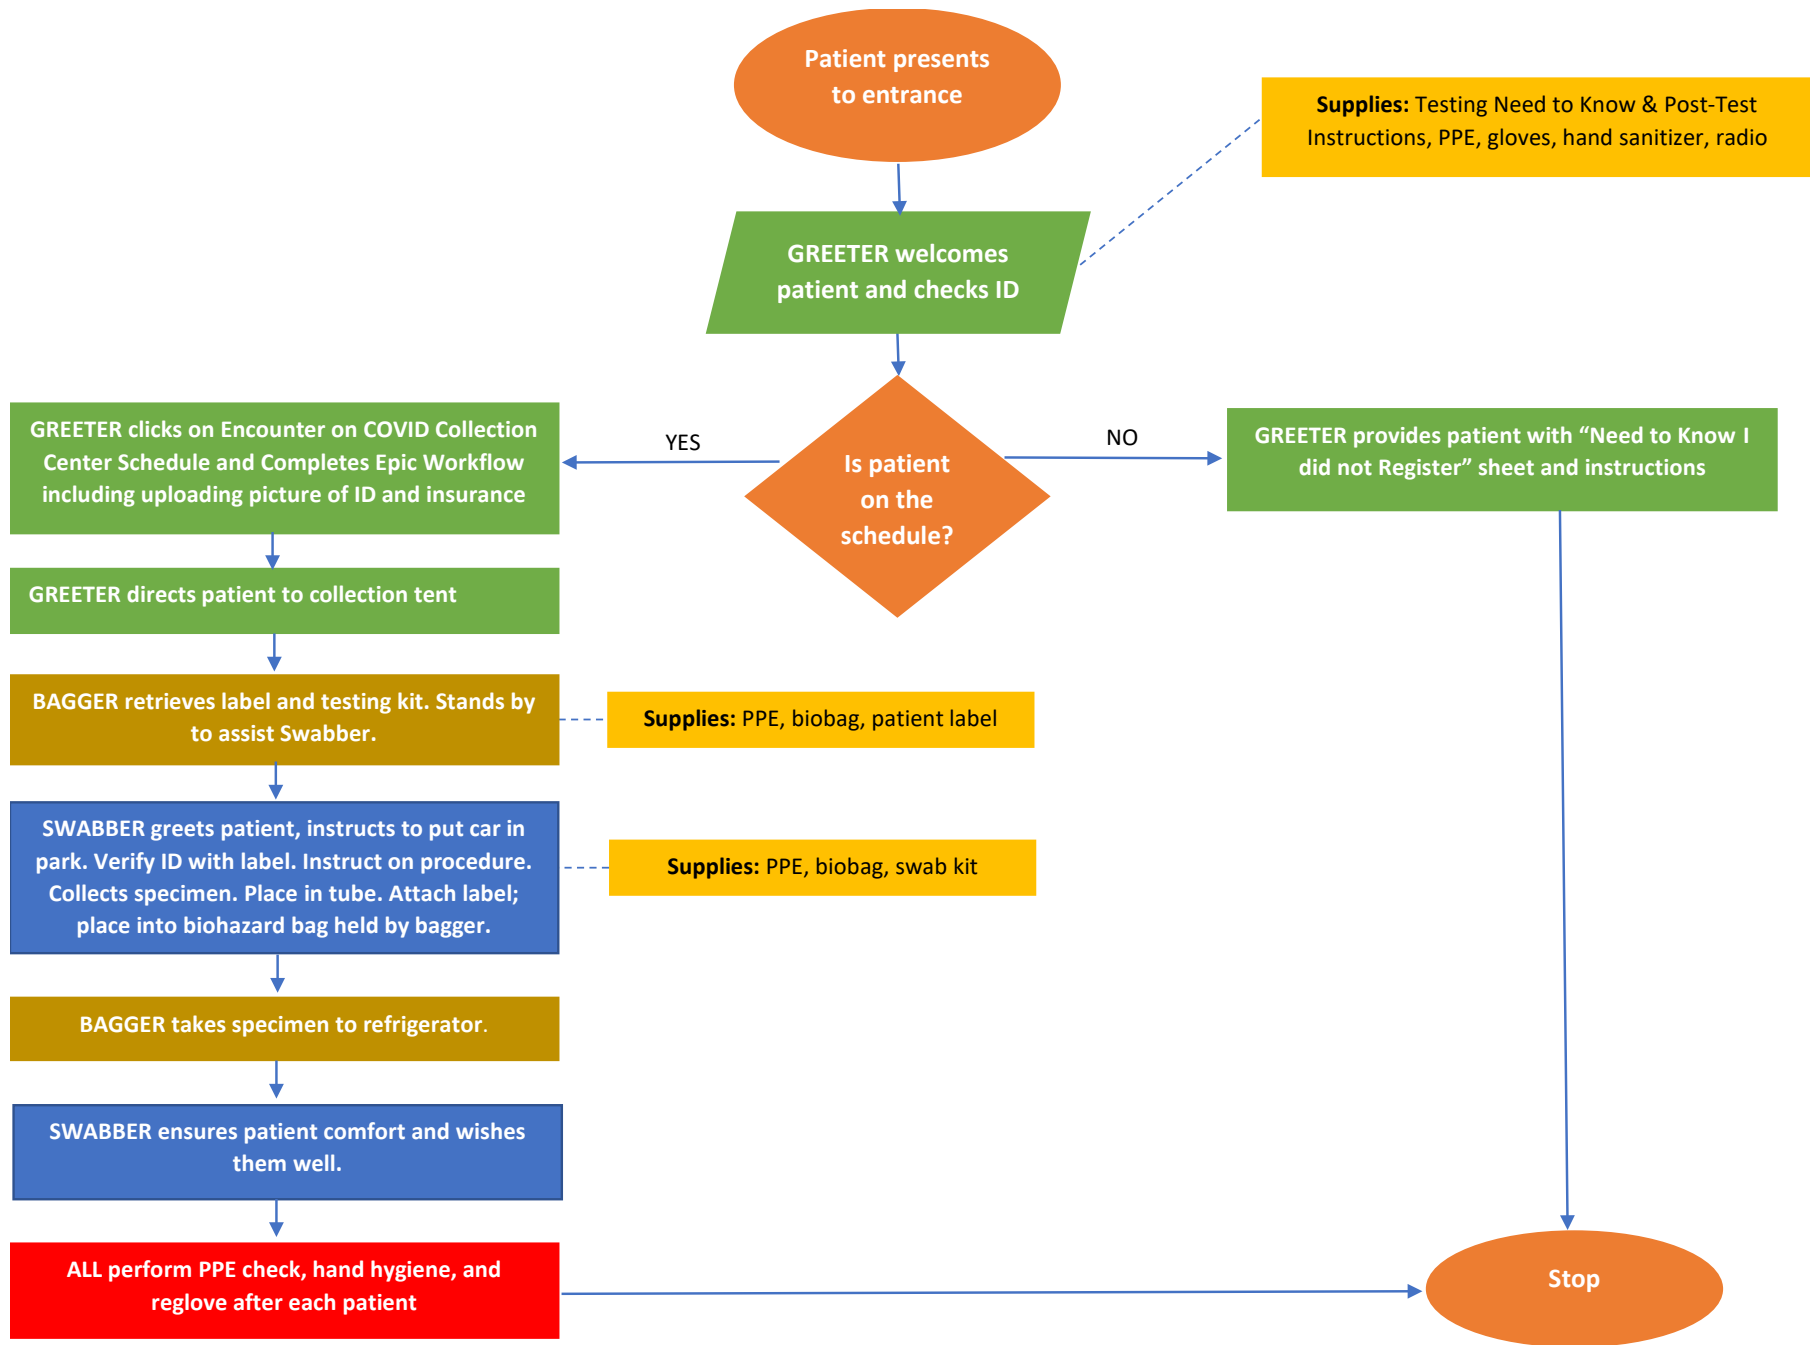 Patient presents
to entrance
Supplies: Testing Need to Know & Post-Test
Instructions, PPE, gloves, hand sanitizer, radio
GREETER welcomes
patient and checks ID
Is patient
on the
schedule?
YES
NO
GREETER clicks on Encounter on COVID Collection
Center Schedule and Completes Epic Workflow
including uploading picture of ID and insurance
GREETER provides patient with “Need to Know I
did not Register” sheet and instructions
GREETER directs patient to collection tent
BAGGER retrieves label and testing kit. Stands by
to assist Swabber.
Supplies: PPE, biobag, patient label
SWABBER greets patient, instructs to put car in
park. Verify ID with label. Instruct on procedure.
Collects specimen. Place in tube. Attach label;
place into biohazard bag held by bagger.
Supplies: PPE, biobag, swab kit
BAGGER takes specimen to refrigerator.
SWABBER ensures patient comfort and wishes
them well.
ALL perform PPE check, hand hygiene, and
reglove after each patient
Stop